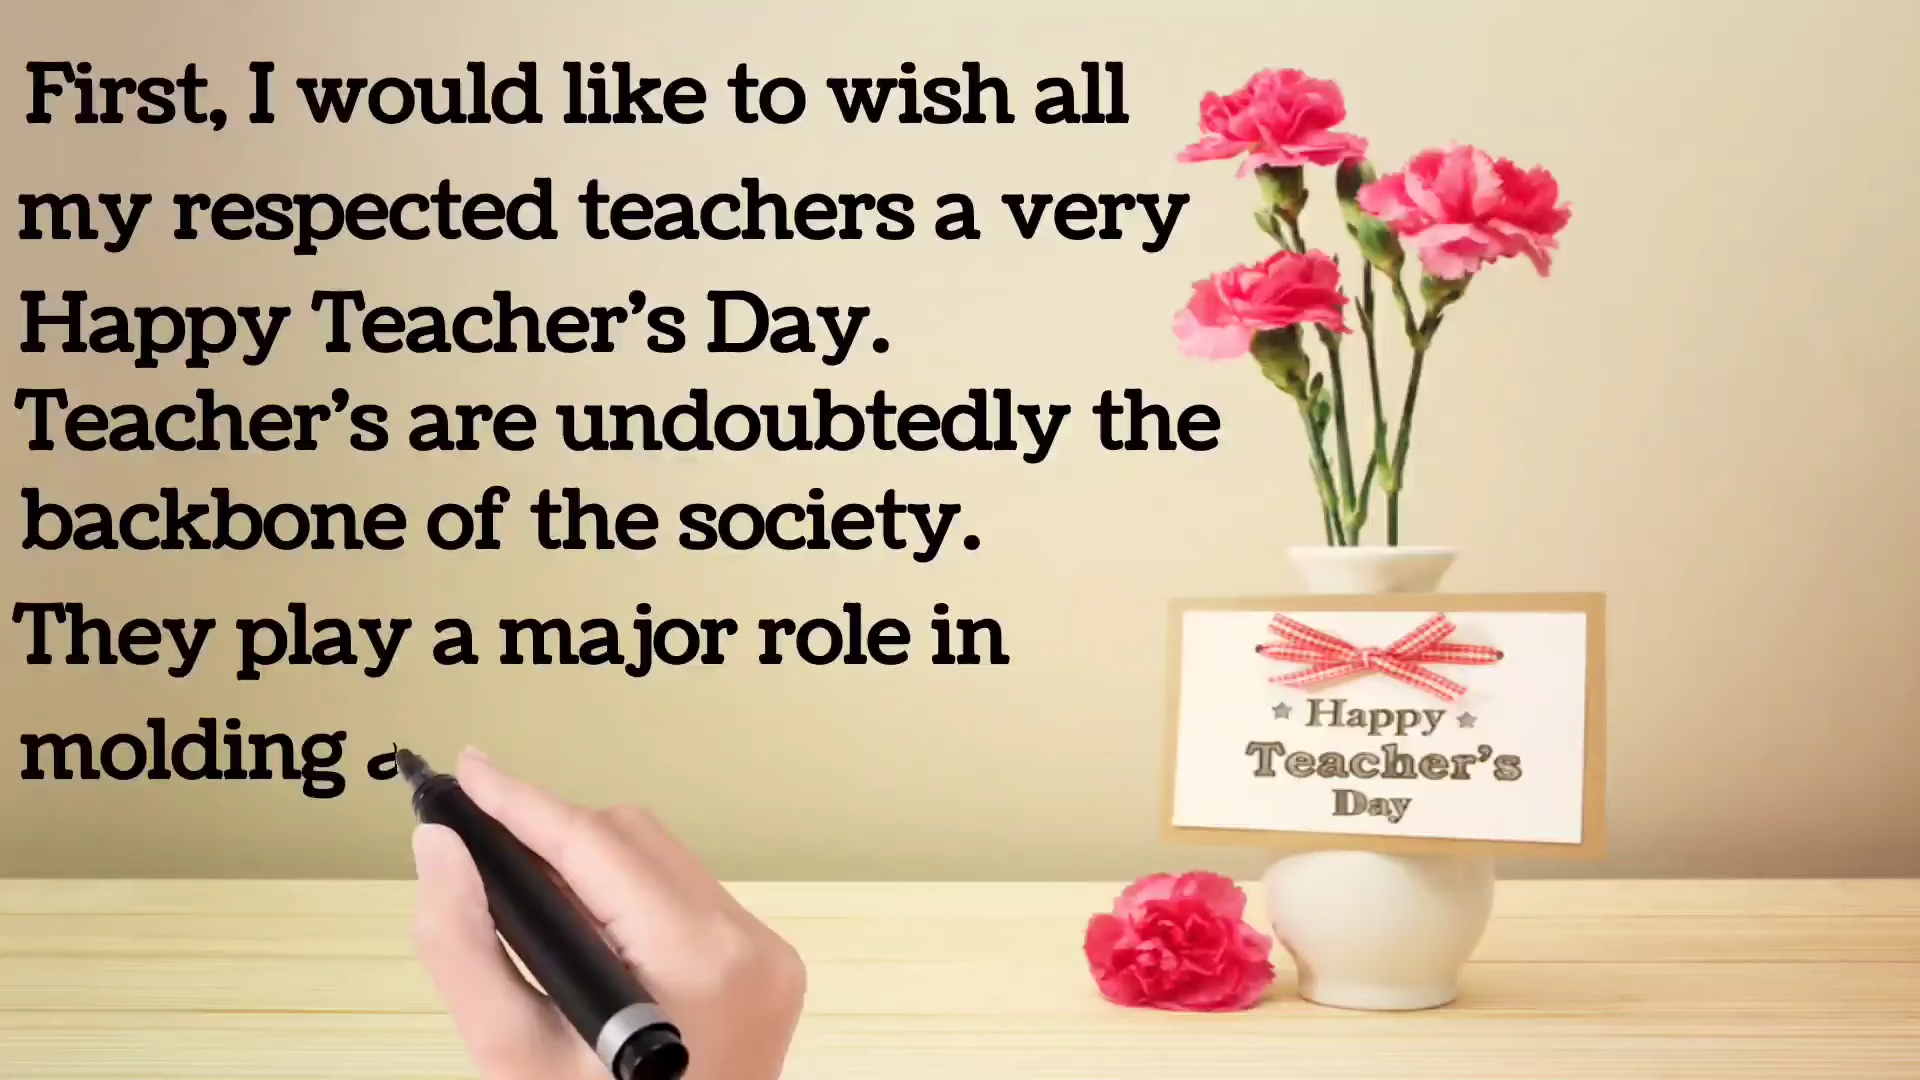 First, I would like to wish all
my respected teachers a very
Happy Teacher's Day.
Teacher's are undoubtedly the
backbone of the society.
They play a major role in
molding
Happy
Teacher's
Day